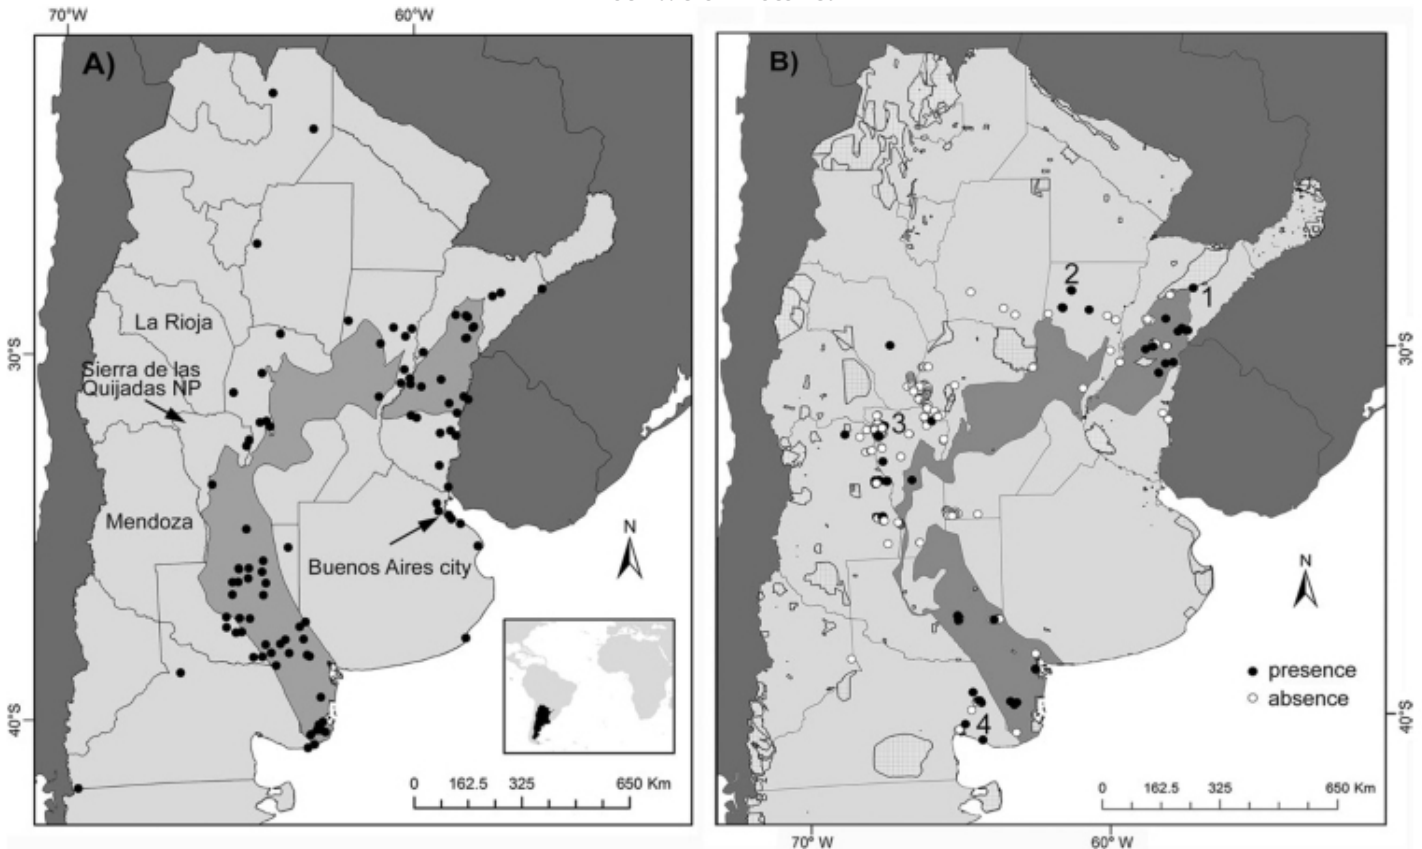 70°W
60°W
A)
B)
2
1
La Rioja
30°S
30°S
Sierra de las
Quijadas NP
3
Mendoza
N
N
Buenos Aires city
presence
absence
40°S
40°S
4
0 162.5 325 650 Km
0 162.5 325 650 Km
70° W
60° W